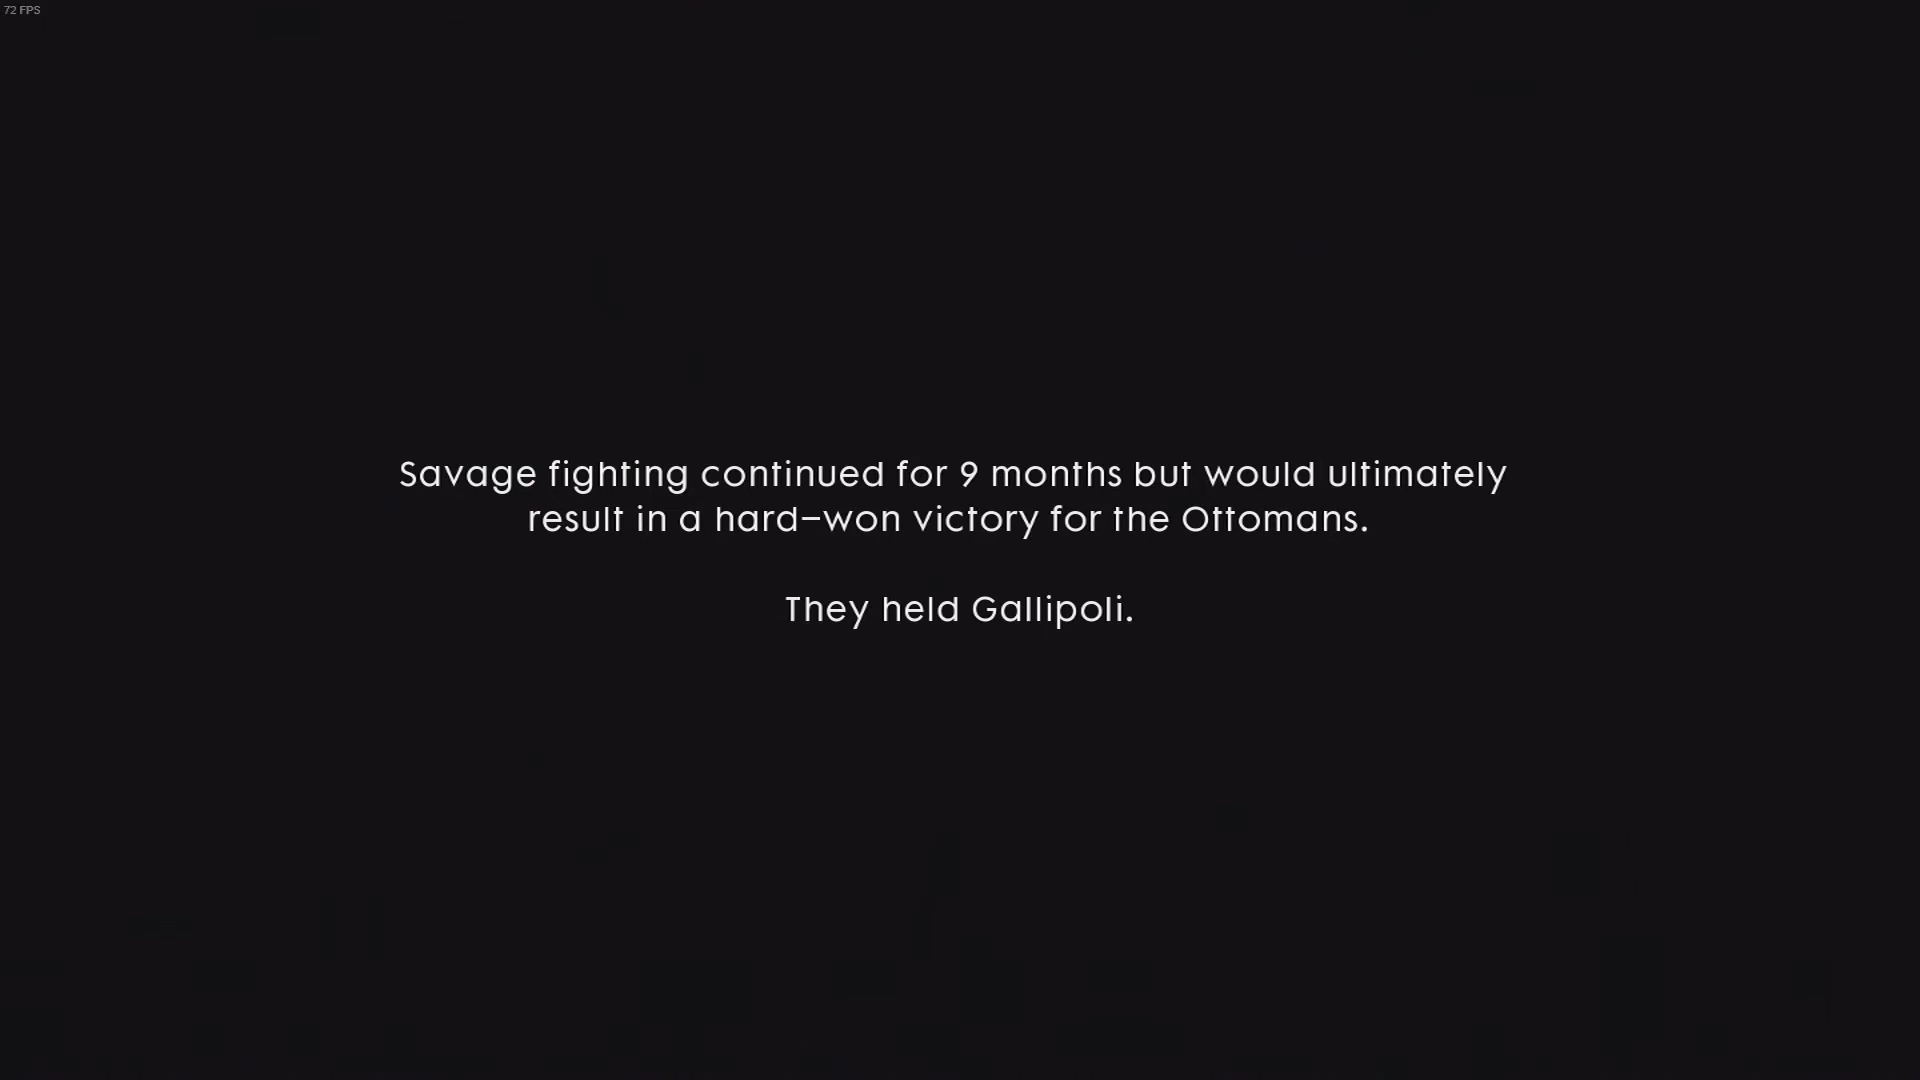 72 FPS
Savage fighting continued for 9 months but would ultimately
result in a hard–won victory for the Ottomans.
They held Gallipoli.